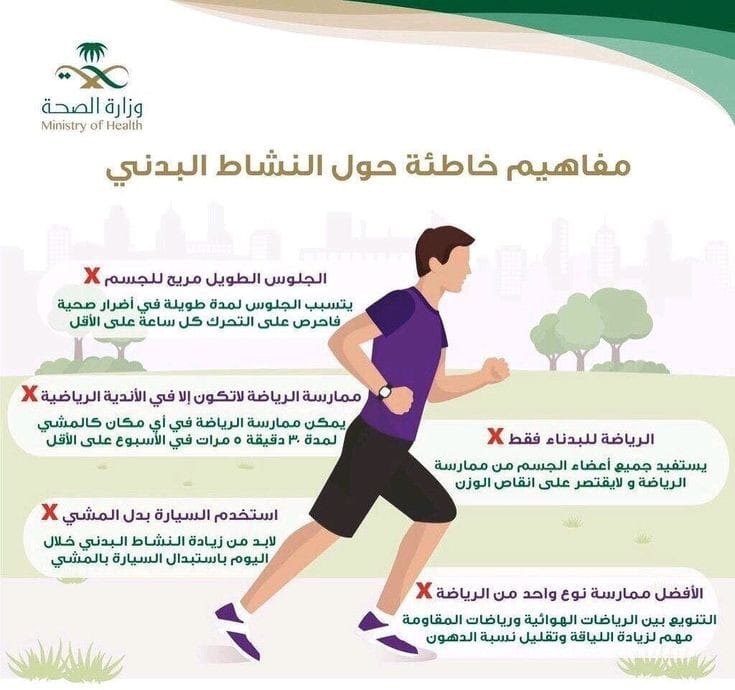 وزارة الصحة
Ministry of Health
مفاهيم خاطئة حول النشاط البدني
الجلوس الطويل مريح للجسم X
يتسبب الجلوس لمدة طويلة في أضرار صحية
فاحرص على التحرك كل ساعة على الأقل
ممارسة الرياضة لاتكون إلا في الأندية الرياضية X
يمكن ممارسة الرياضة في أي مكان كالمشي
لمدة ٣٠ دقيقة ٥ مرات في الأسبوع على الأقل
الرياضة للبدناء فقط X
يستفيد جميع أعضاء الجسم من ممارسة
الرياضة و لايقتصر على انقاص الوزن
استخدم السيارة بدل المشي X
لابد من زيادة النشاط البدني خلال
اليوم باستبدال السيارة بالمشي
الأفضل ممارسة نوع واحد من الرياضة X
التنويع بين الرياضات الهوائية ورياضات المقاومة
مهم لزيادة اللياقة وتقليل نسبة الدهون